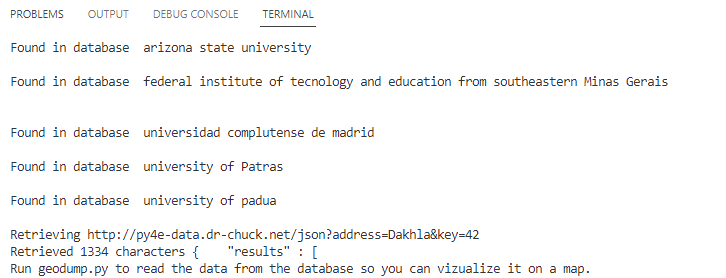 PROBLEMS OUTPUT DEBUG CONSOLE TERMINAL
Found in database  arizona state university
Found in database  federal institute of tecnology and education from southeastern Minas Gerais
Found in database  universidad complutense de madrid
Found in database  university of Patras
Found in database  university of padua
Retrieving http://py4e-data.dr-chuck.net/json?address=Dakhla&key=42
Retrieved 1334 characters {    "results" : [
Run geodump.py to read the data from the database so you can vizualize it on a map.